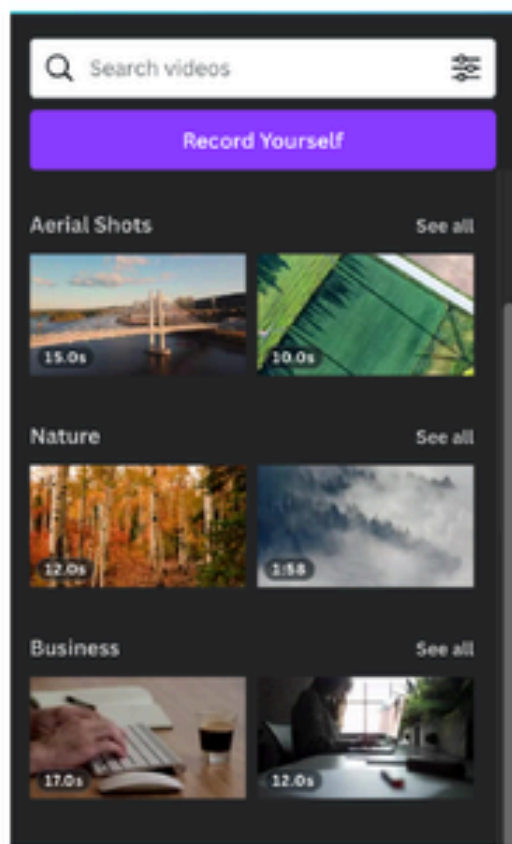 Search videos
Record Yourself
Aerial Shots See all
15.0s 10.0s
Nature See all
12.0s 1:58
Business See all
17.0s 12.0s